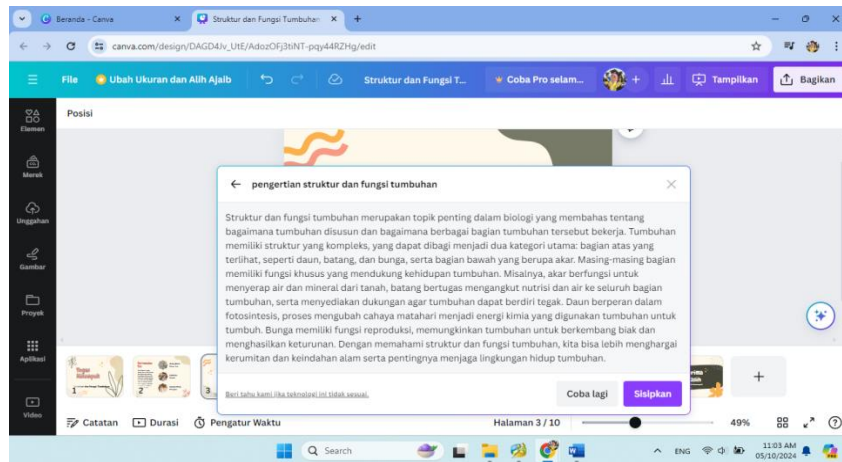 Beranda - Canva
Struktur dan Fungsi Tumbuhan
canva.com/design/DAGD4Jv_UtE/AdozOFj3tiNT-pqy44RZHg/edit
File
Ubah Ukuran dan Alih Ajaib
Struktur dan Fungsi T...
Coba Pro selam...
Tampilkan
Bagikan
Posisi
Elemen
Merek
Unggahan
Gambar
Proyek
Aplikasi
Video
pengertian struktur dan fungsi tumbuhan
Struktur dan fungsi tumbuhan merupakan topik penting dalam biologi yang membahas tentang
bagaimana tumbuhan disusun dan bagaimana berbagai bagian tumbuhan tersebut bekerja. Tumbuhan
memiliki struktur yang kompleks, yang dapat dibagi menjadi dua kategori utama: bagian atas yang
terlihat, seperti daun, batang, dan bunga, serta bagian bawah yang berupa akar. Masing-masing bagian
memiliki fungsi khusus yang mendukung kehidupan tumbuhan. Misalnya, akar berfungsi untuk
menyerap air dan mineral dari tanah, batang bertugas mengangkut nutrisi dan air ke seluruh bagian
tumbuhan, serta menyediakan dukungan agar tumbuhan dapat berdiri tegak. Daun berperan dalam
fotosintesis, proses mengubah cahaya matahari menjadi energi kimia yang digunakan tumbuhan untuk
tumbuh. Bunga memiliki fungsi reproduksi, memungkinkan tumbuhan untuk berkembang biak dan
menghasilkan keturunan. Dengan memahami struktur dan fungsi tumbuhan, kita bisa lebih menghargai
kerumitan dan keindahan alam serta pentingnya menjaga lingkungan hidup tumbuhan.
Beri tahu kami jika teknologi ini tidak sesuai.
Coba lagi
Sisipkan
Tugas
Kelompok
1
2
3
Catatan
Durasi
Pengatur Waktu
Halaman 3 / 10
49%
Search
ENG
11:03 AM
05/10/2024